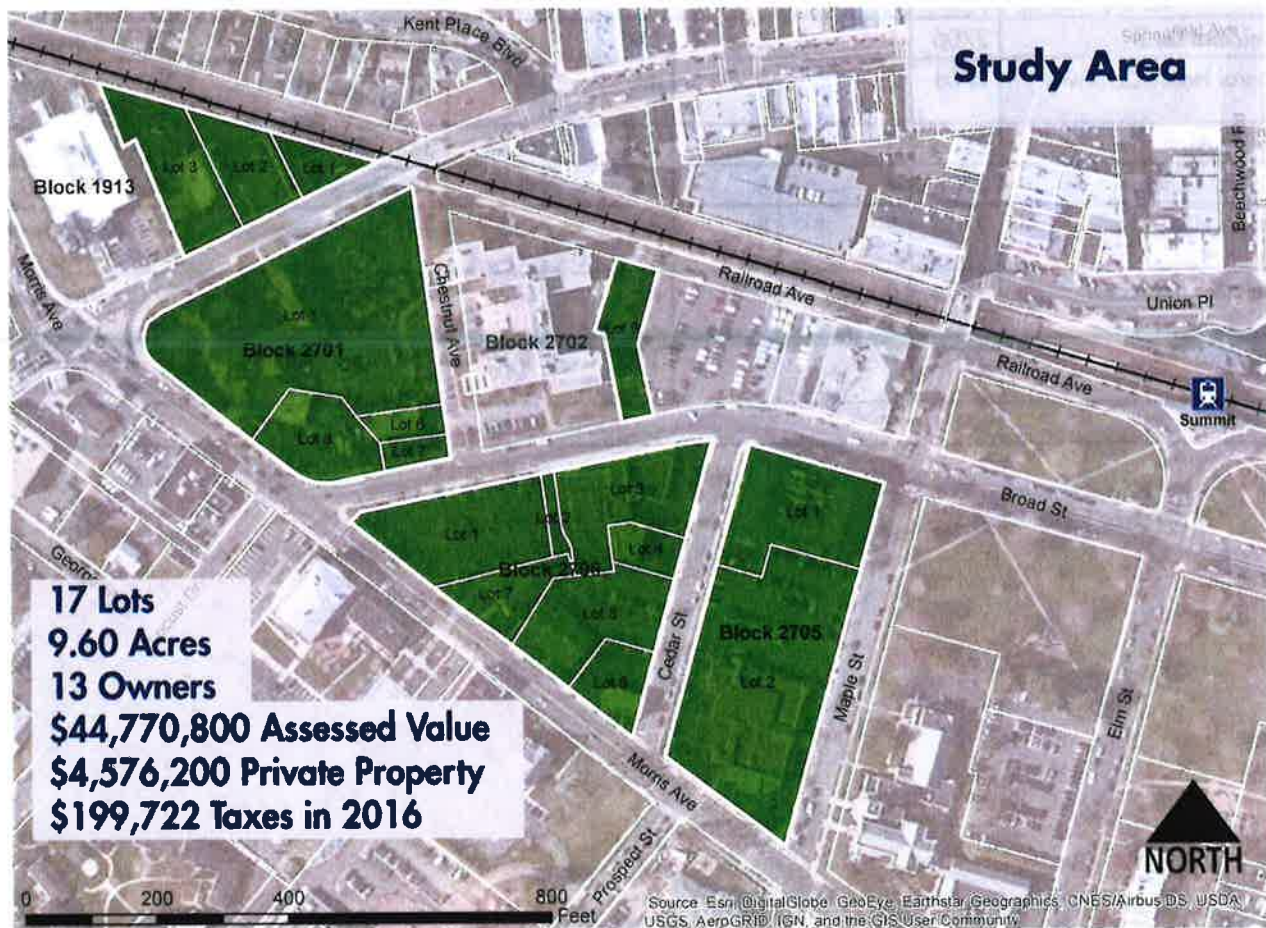 Study Area
Kent Place Blvd
Beechwood Rd
Lot 3
Lot 2
Lot 1
Block 1913
Morris Ave
Chestnut Ave
Railroad Ave
Union Pl
Block 2701
Block 2702
Railroad Ave
Summit
Lot 8
Lot 6
Lot 7
Broad St
Lot 1
Lot 3
Lot 4
Lot 1
Lot 7
Lot 5
Lot 6
Cedar St
Block 2705
Lot 2
Maple St
Elm St
Morris Ave
Prospect St
17 Lots
9.60 Acres
13 Owners
$44,770,800 Assessed Value
$4,576,200 Private Property
$199,722 Taxes in 2016
NORTH
0 200 400 800
Feet
Source Esri, DigitalGlobe, GeoEye, Earthstar Geographics, CNES/Airbus DS, USDA,
USGS, AeroGRID, IGN, and the GIS User Community